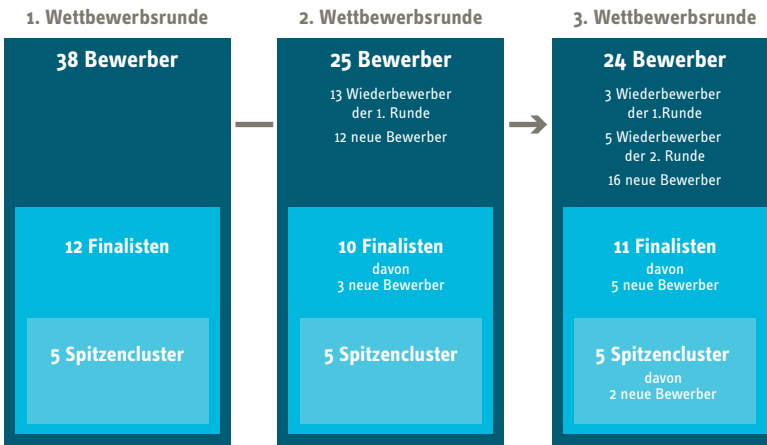 1. Wettbewerbsrunde
38 Bewerber
12 Finalisten
5 Spitzencluster
2. Wettbewerbsrunde
25 Bewerber
13 Wiederbewerber
der 1. Runde
12 neue Bewerber
10 Finalisten
davon
3 neue Bewerber
5 Spitzencluster
3. Wettbewerbsrunde
24 Bewerber
3 Wiederbewerber
der 1.Runde
5 Wiederbewerber
der 2. Runde
16 neue Bewerber
11 Finalisten
davon
5 neue Bewerber
5 Spitzencluster
davon
2 neue Bewerber